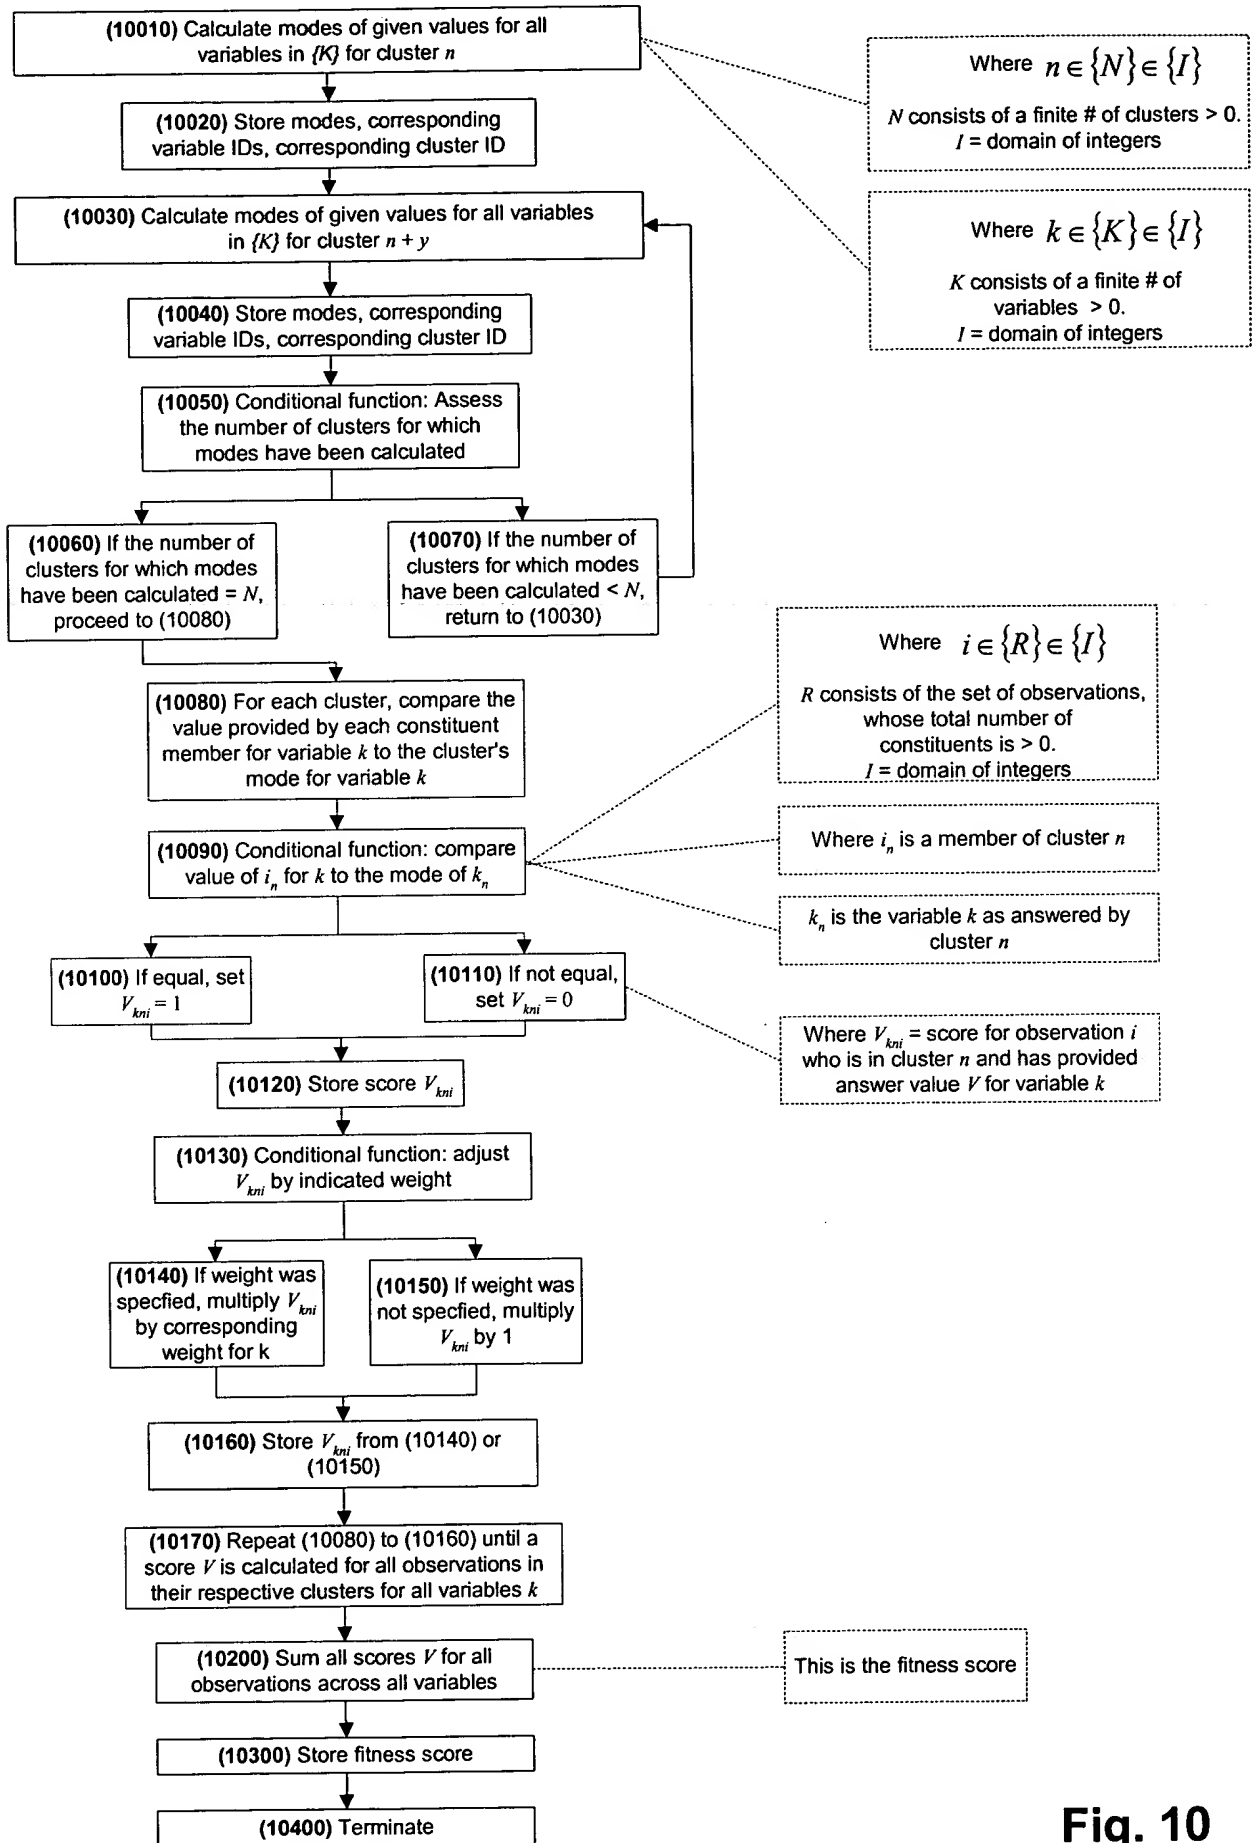 (10010) Calculate modes of given values for all
variables in {K} for cluster n
Where n ∈ {N} ∈ {I}
N consists of a finite # of clusters > 0.
I = domain of integers
(10020) Store modes, corresponding
variable IDs, corresponding cluster ID
(10030) Calculate modes of given values for all variables
in {K} for cluster n + y
Where k ∈ {K} ∈ {I}
K consists of a finite # of
variables > 0.
I = domain of integers
(10040) Store modes, corresponding
variable IDs, corresponding cluster ID
(10050) Conditional function: Assess
the number of clusters for which
modes have been calculated
(10060) If the number of
clusters for which modes
have been calculated = N,
proceed to (10080)
(10070) If the number of
clusters for which modes
have been calculated < N,
return to (10030)
Where i ∈ {R} ∈ {I}
R consists of the set of observations,
whose total number of
constituents is > 0.
I = domain of integers
(10080) For each cluster, compare the
value provided by each constituent
member for variable k to the cluster's
mode for variable k
(10090) Conditional function: compare
value of i_n for k to the mode of k_n
Where i_n is a member of cluster n
k_n is the variable k as answered by
cluster n
(10100) If equal, set
V_kni = 1
(10110) If not equal,
set V_kni = 0
Where V_kni = score for observation i
who is in cluster n and has provided
answer value V for variable k
(10120) Store score V_kni
(10130) Conditional function: adjust
V_kni by indicated weight
(10140) If weight was
specfied, multiply V_kni
by corresponding
weight for k
(10150) If weight was
not specfied, multiply
V_kni by 1
(10160) Store V_kni from (10140) or
(10150)
(10170) Repeat (10080) to (10160) until a
score V is calculated for all observations in
their respective clusters for all variables k
(10200) Sum all scores V for all
observations across all variables
This is the fitness score
(10300) Store fitness score
(10400) Terminate
Fig. 10